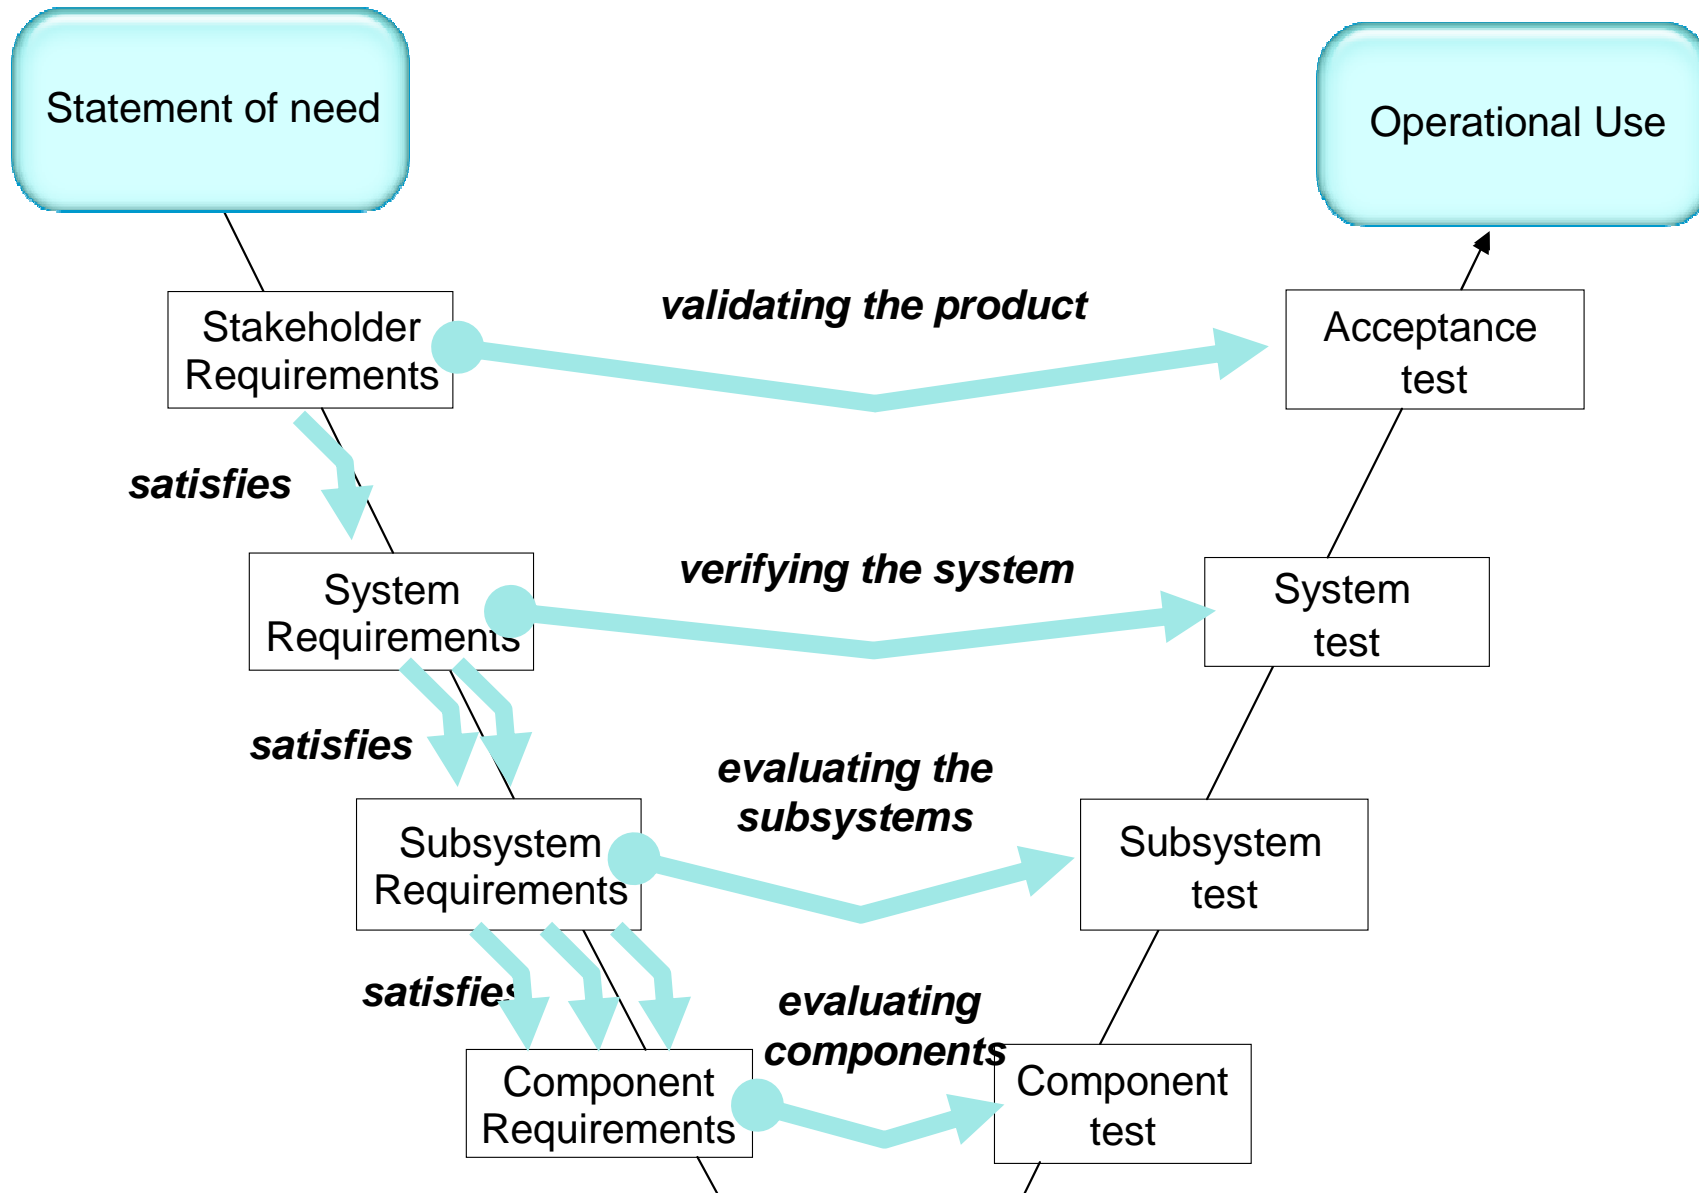 Statement of need
Operational Use
validating the product
Stakeholder
Requirements
Acceptance
test
satisfies
verifying the system
System
Requirements
System
test
satisfies
evaluating the
subsystems
Subsystem
Requirements
Subsystem
test
satisfies
evaluating
components
Component
Requirements
Component
test